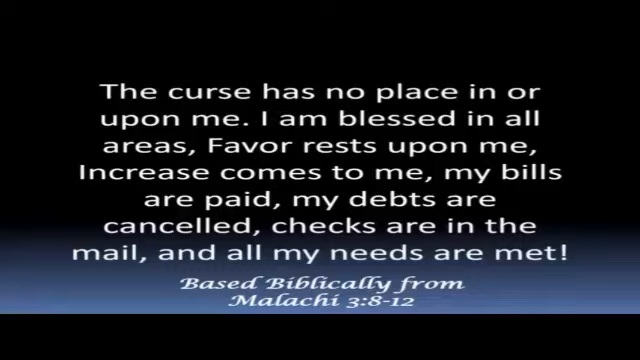 The curse has no place in or
upon me. I am blessed in all
areas, Favor rests upon me,
Increase comes to me, my bills
are paid, my debts are
cancelled, checks are in the
mail, and all my needs are met!
Based Biblically from
Malachi 3:8-12